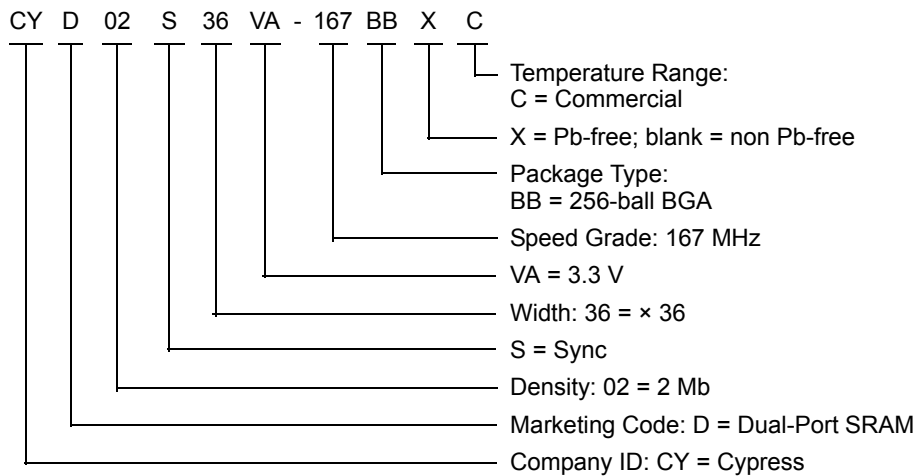 CY D 02 S 36 VA - 167 BB X C
Temperature Range:
C = Commercial
X = Pb-free; blank = non Pb-free
Package Type:
BB = 256-ball BGA
Speed Grade: 167 MHz
VA = 3.3 V
Width: 36 = × 36
S = Sync
Density: 02 = 2 Mb
Marketing Code: D = Dual-Port SRAM
Company ID: CY = Cypress